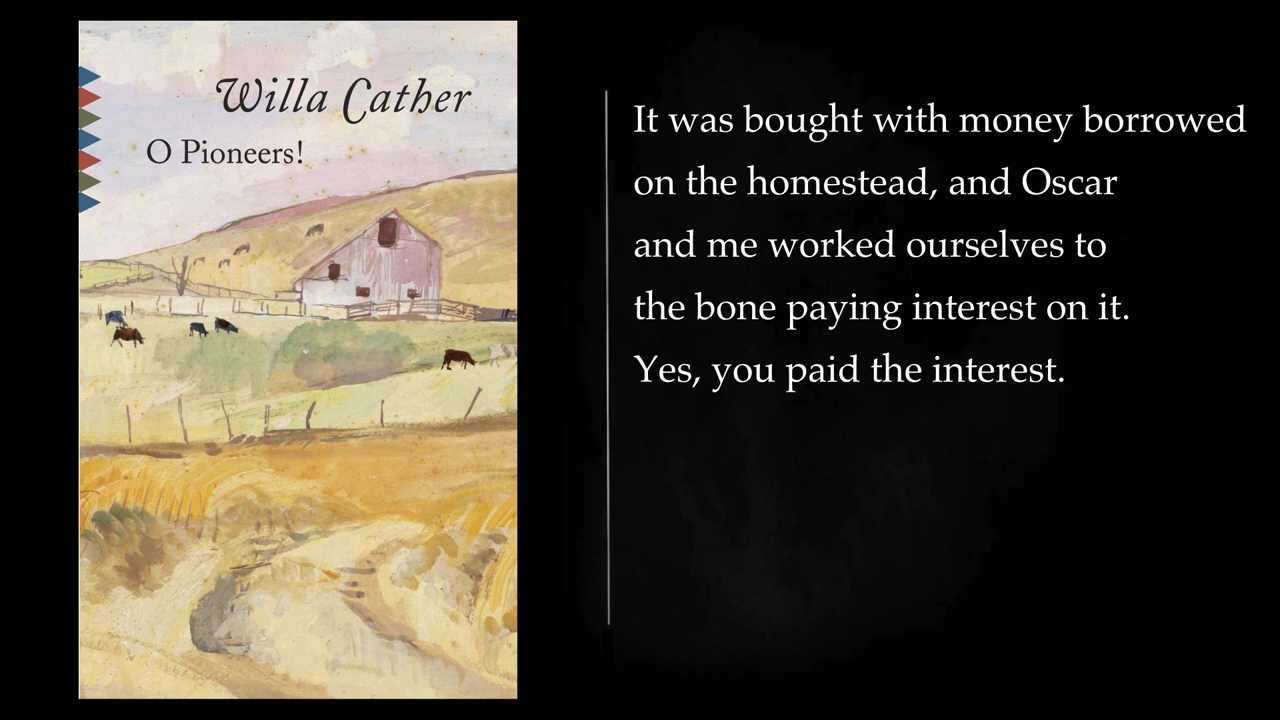 Willa Cather
O Pioneers!
It was bought with money borrowed
on the homestead, and Oscar
and me worked ourselves to
the bone paying interest on it.
Yes, you paid the interest.